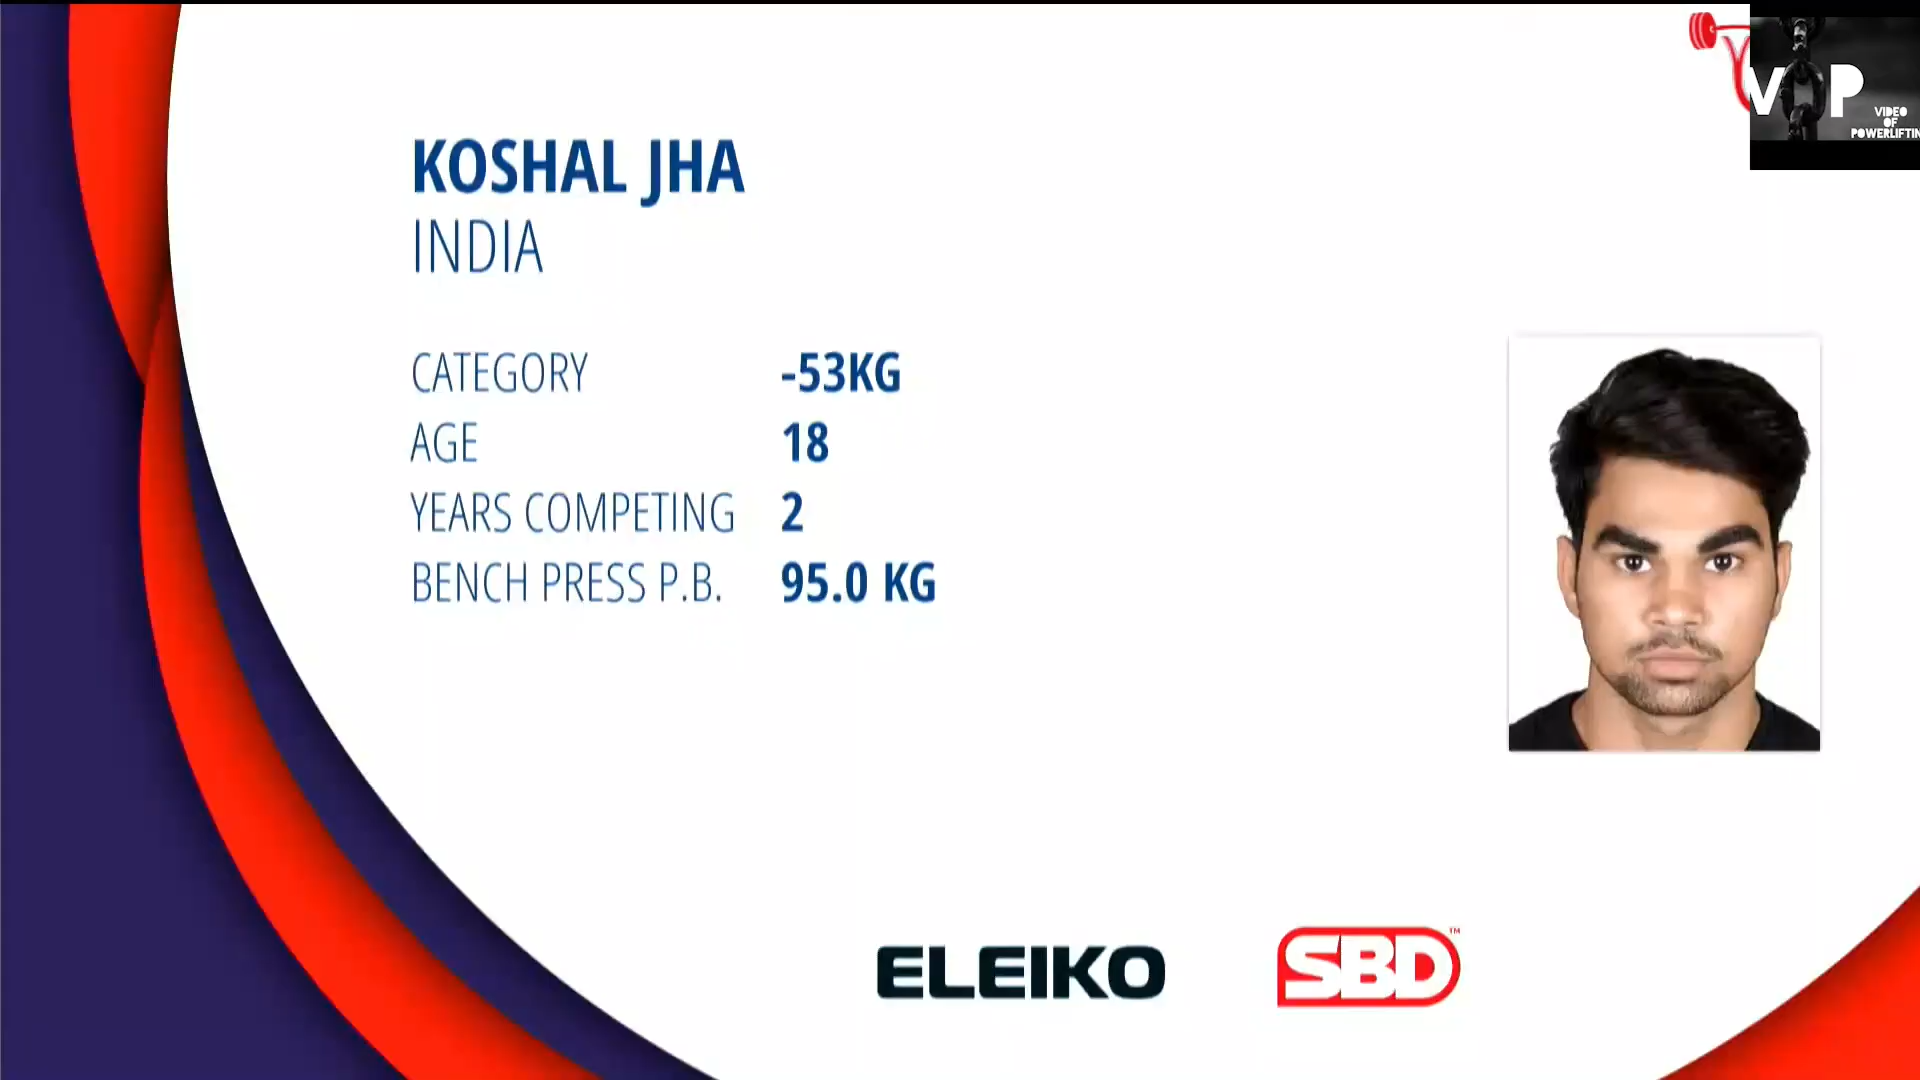 KOSHAL JHA
INDIA
CATEGORY -53KG
AGE 18
YEARS COMPETING 2
BENCH PRESS P.B. 95.0 KG
VOP
VIDEO
OF
POWERLIFTIN
ELEIKO
SBD™